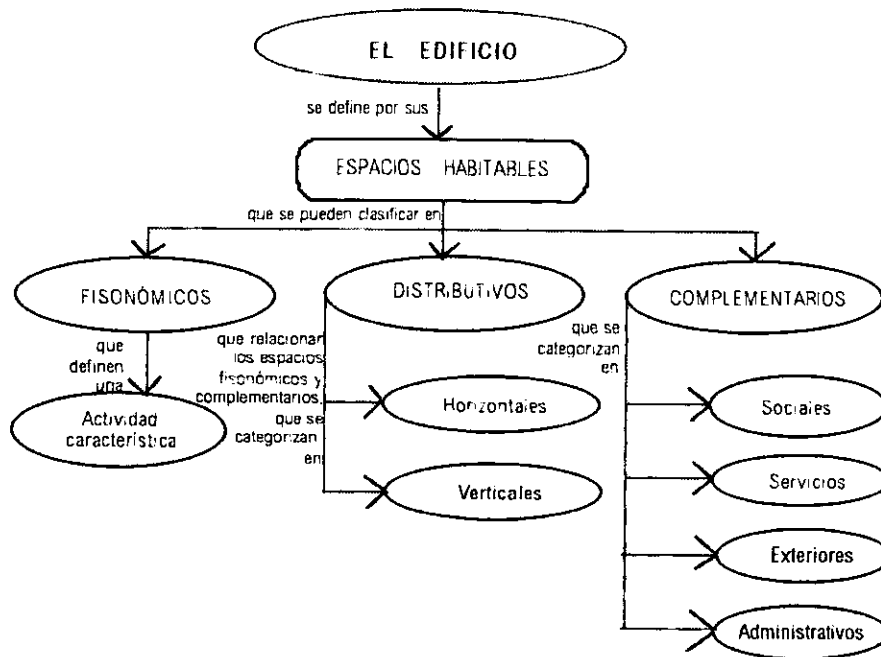 EL EDIFICIO
se define por sus
ESPACIOS HABITABLES
que se pueden clasificar en
FISONÓMICOS
DISTRIBUTIVOS
COMPLEMENTARIOS
que
definen
una
Actividad
característica
que relacionan
los espacios
fisonómicos y
complementarios,
que se
categorizan
en
Horizontales
Verticales
que se
categorizan
en
Sociales
Servicios
Exteriores
Administrativos